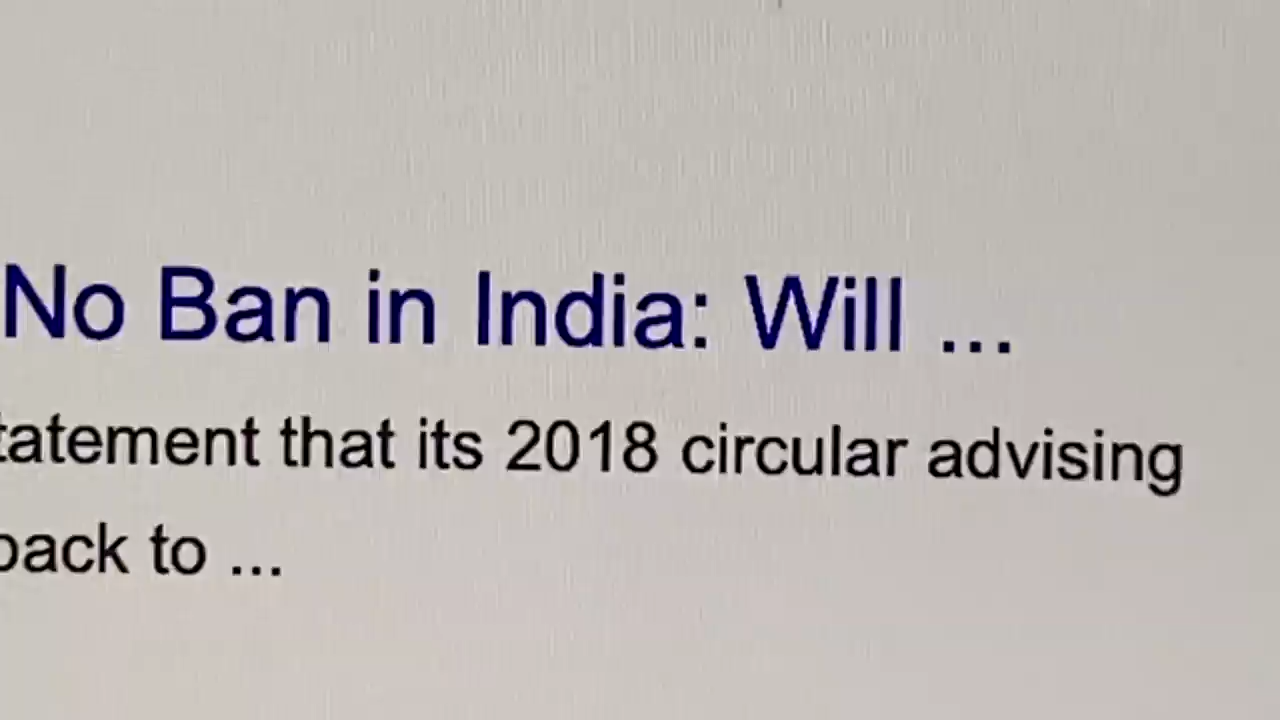 No Ban in India: Will ...
tatement that its 2018 circular advising
back to ...